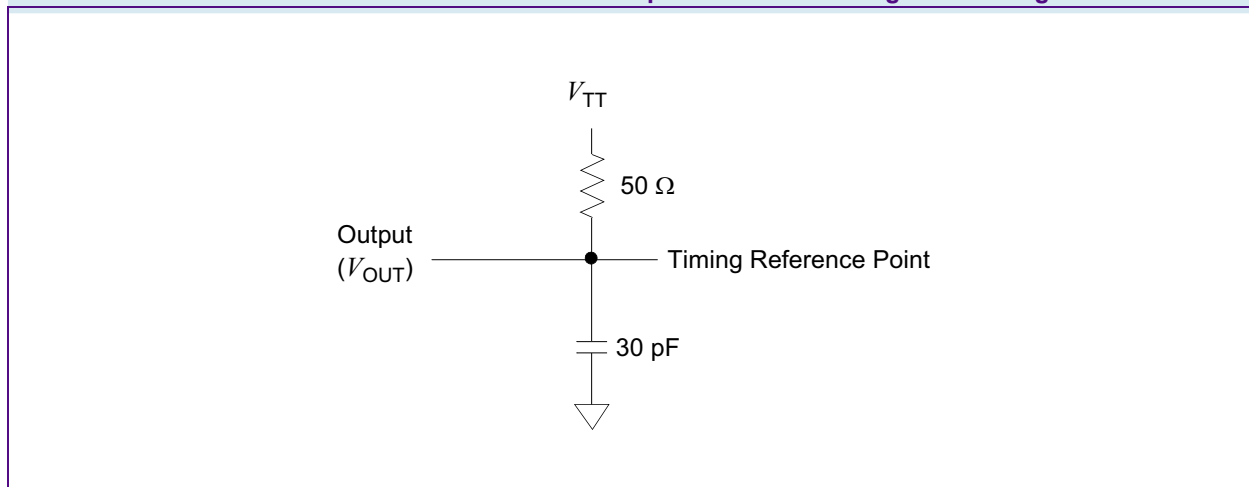 V_TT
50 Ω
Output
(V_OUT)
Timing Reference Point
30 pF